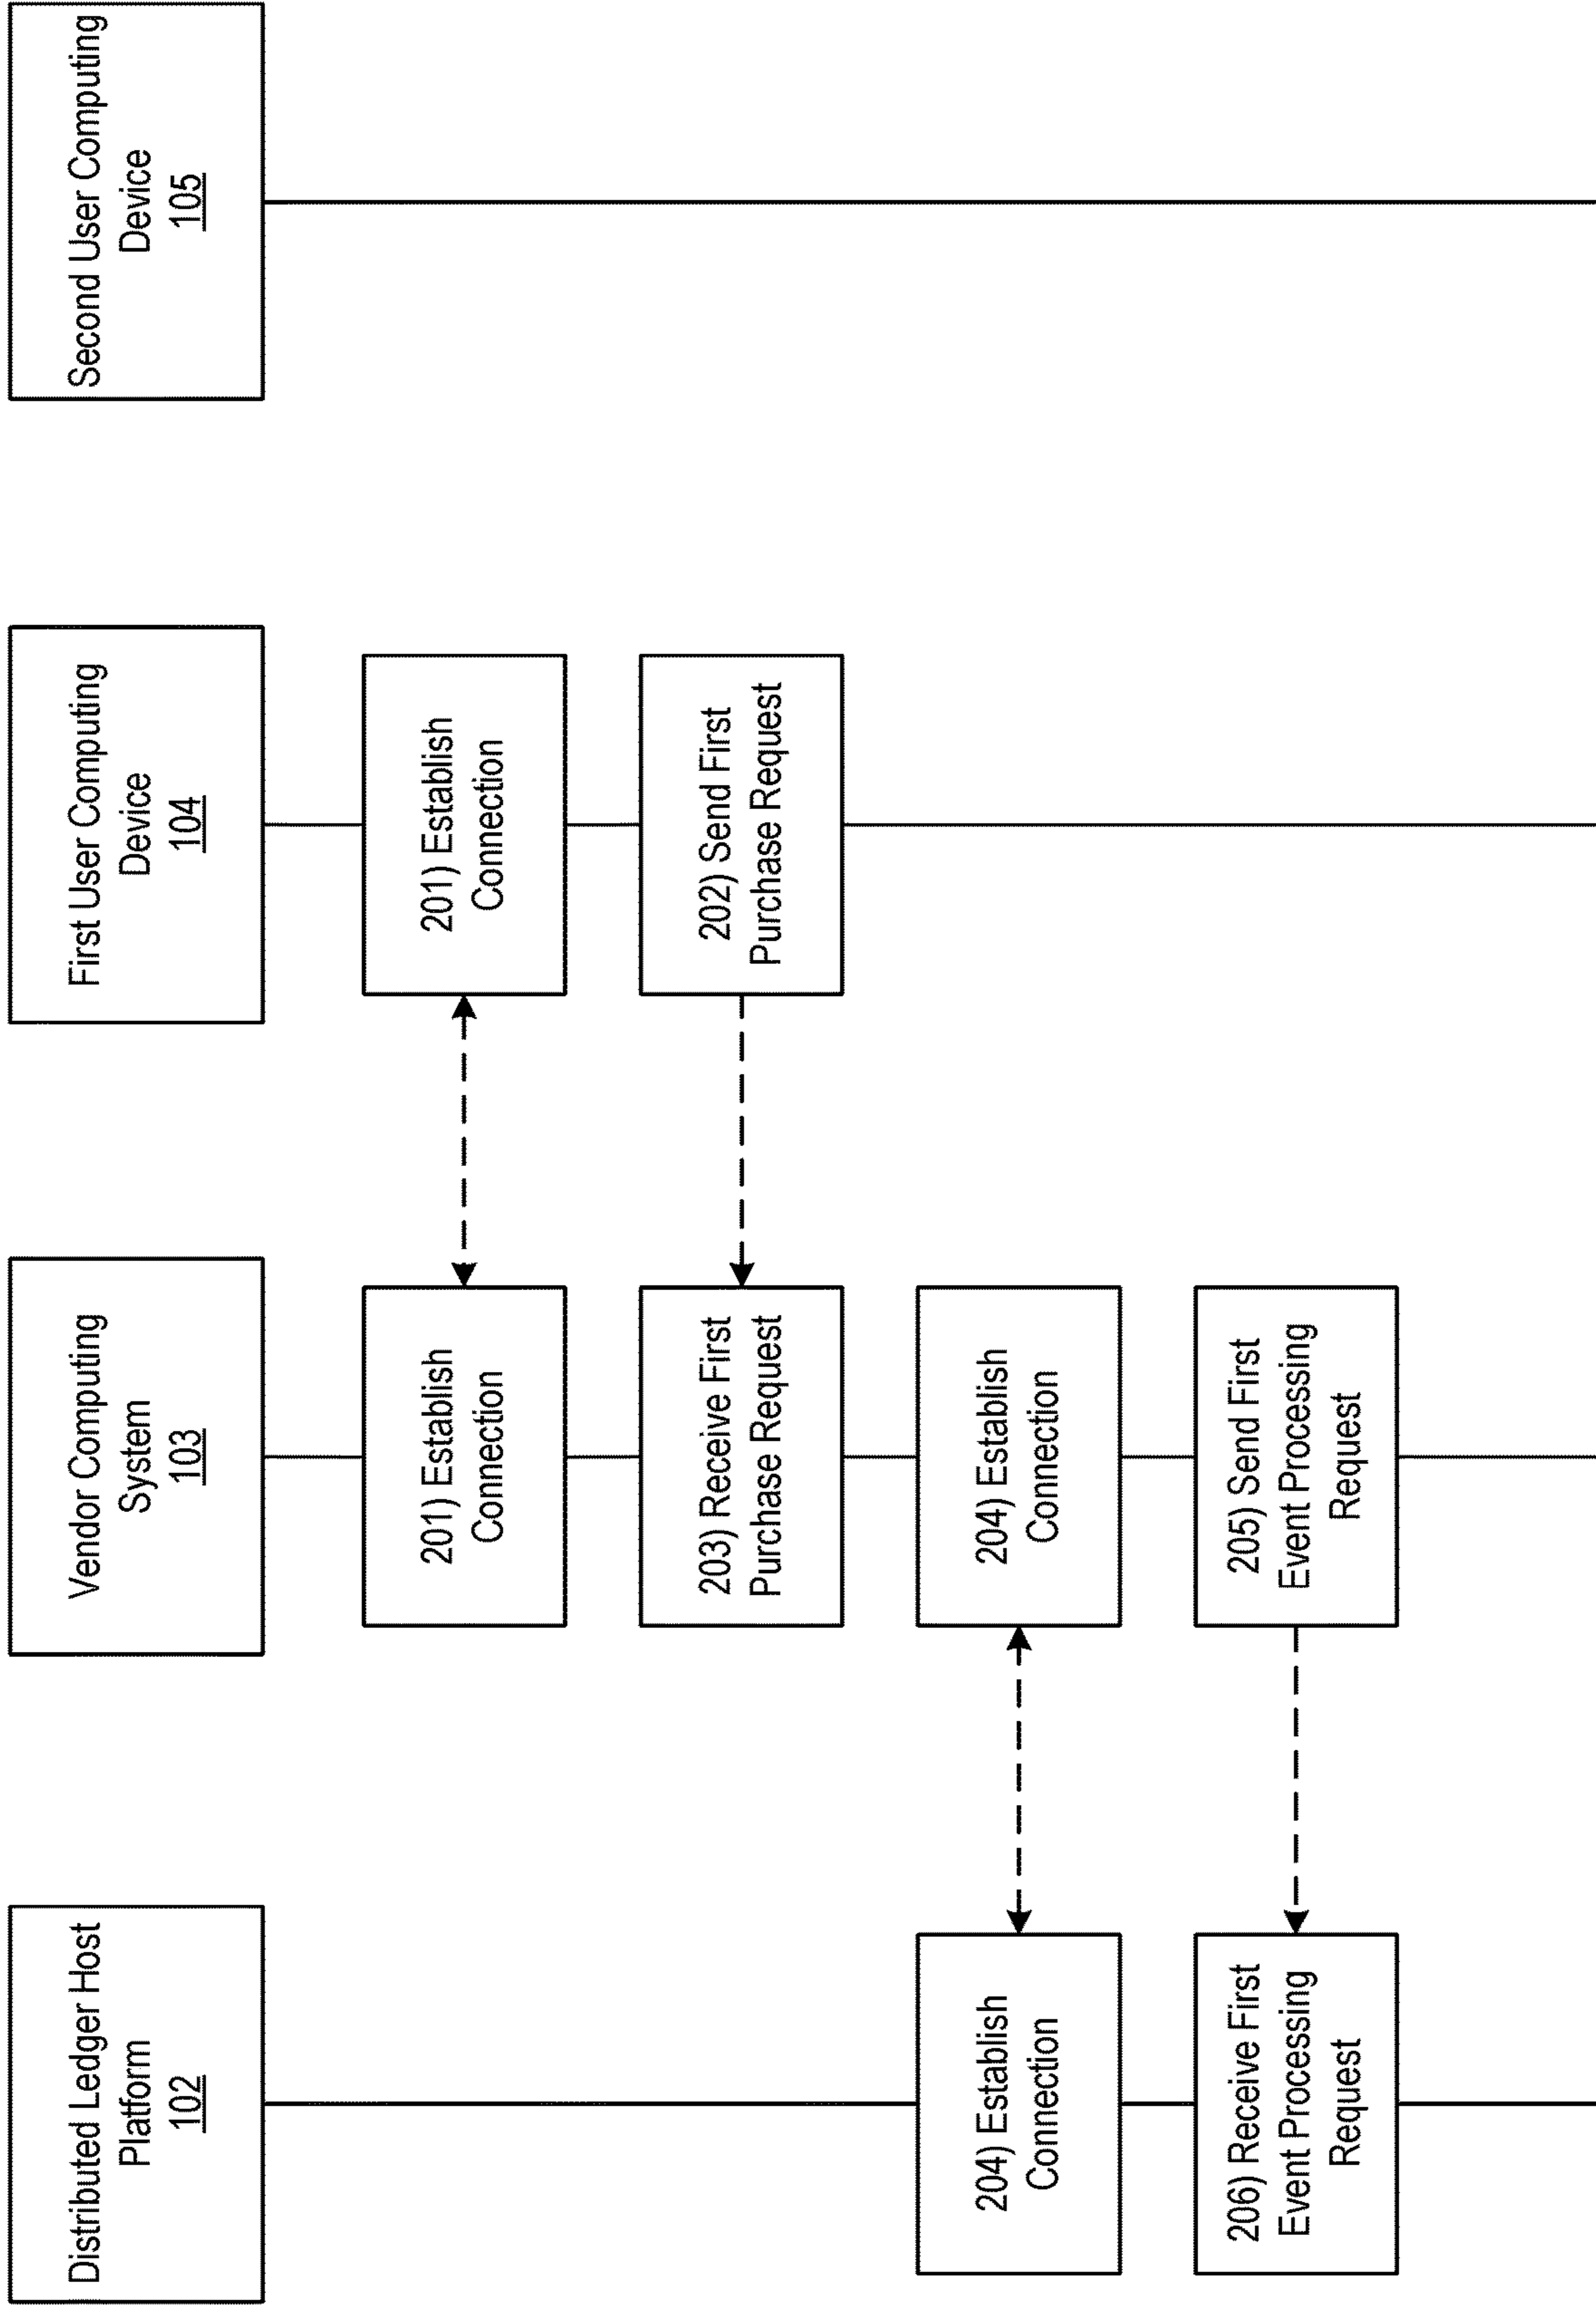 Distributed Ledger Host
Platform
102
Vendor Computing
System
103
First User Computing
Device
104
Second User Computing
Device
105
201) Establish
Connection
201) Establish
Connection
203) Receive First
Purchase Request
202) Send First
Purchase Request
204) Establish
Connection
204) Establish
Connection
206) Receive First
Event Processing
Request
205) Send First
Event Processing
Request